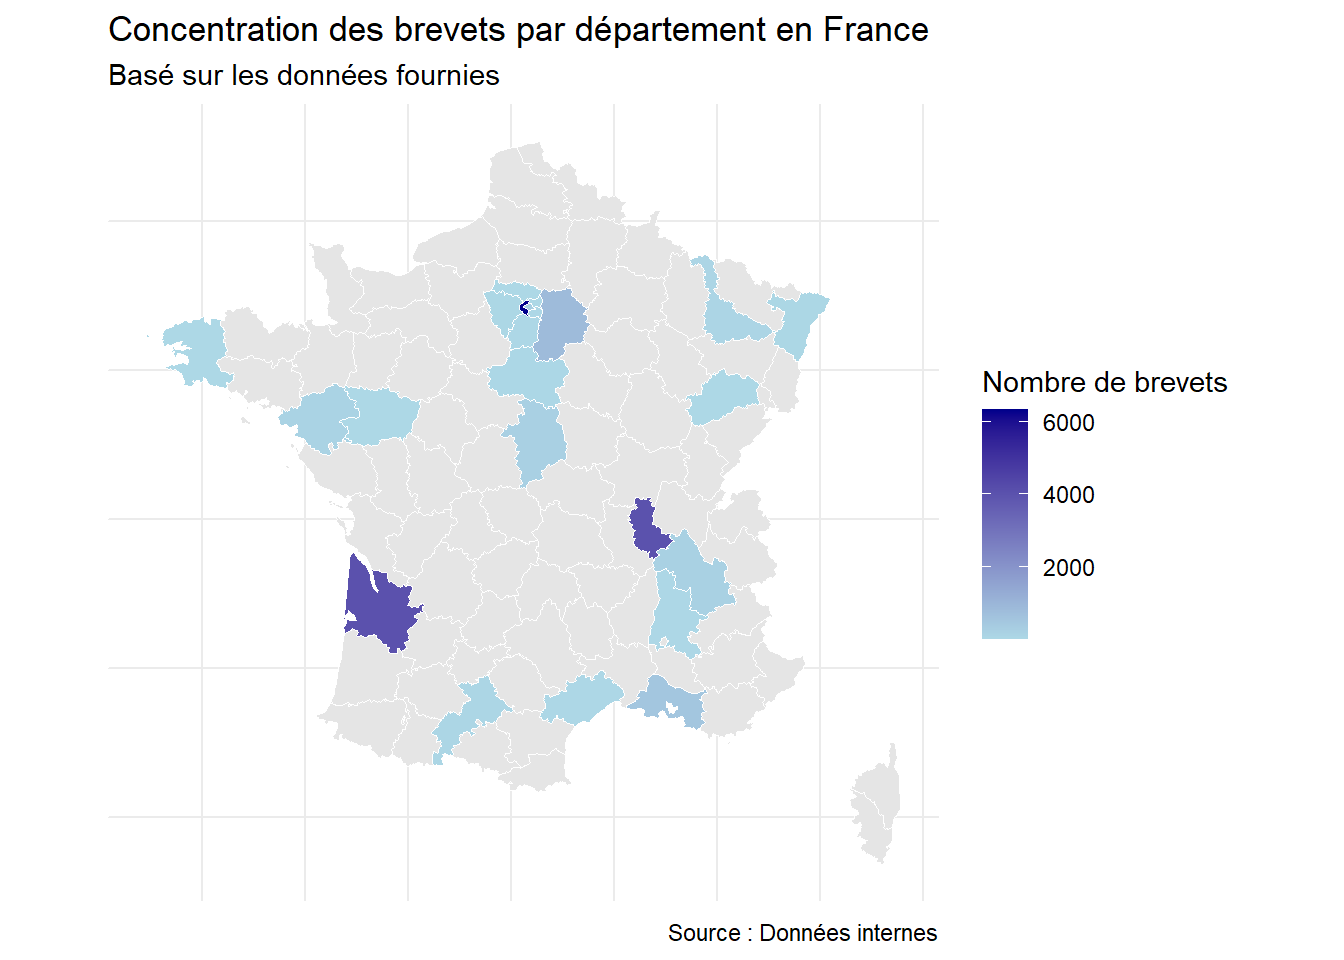 Concentration des brevets par département en France
Basé sur les données fournies
Nombre de brevets
6000
4000
2000
Source : Données internes